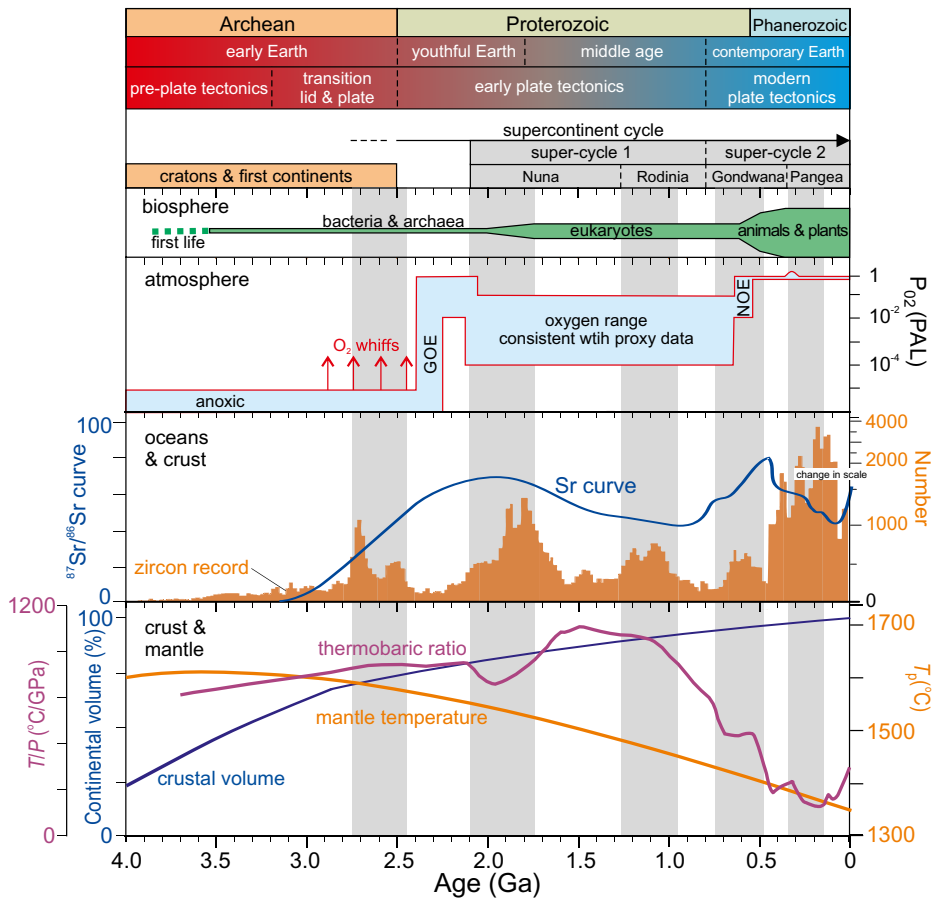 Archean
Proterozoic
Phanerozoic
early Earth
youthful Earth
middle age
contemporary Earth
pre-plate tectonics
transition
lid & plate
early plate tectonics
modern
plate tectonics
supercontinent cycle
super-cycle 1
super-cycle 2
cratons & first continents
Nuna
Rodinia
Gondwana
Pangea
biosphere
first life
bacteria & archaea
eukaryotes
animals & plants
atmosphere
O2 whiffs
GOE
oxygen range
consistent wtih proxy data
NOE
anoxic
1
10-2
10-4
P02 (PAL)
100
oceans
& crust
Sr curve
change in scale
zircon record
0
87Sr/86Sr curve
4000
2000
1000
0
Number
1200
0
T/P (°C/GPa)
100
0
Continental volume (%)
crust &
mantle
thermobaric ratio
mantle temperature
crustal volume
1700
1500
1300
Tp(°C)
4.0
3.5
3.0
2.5
2.0
1.5
1.0
0.5
0
Age (Ga)